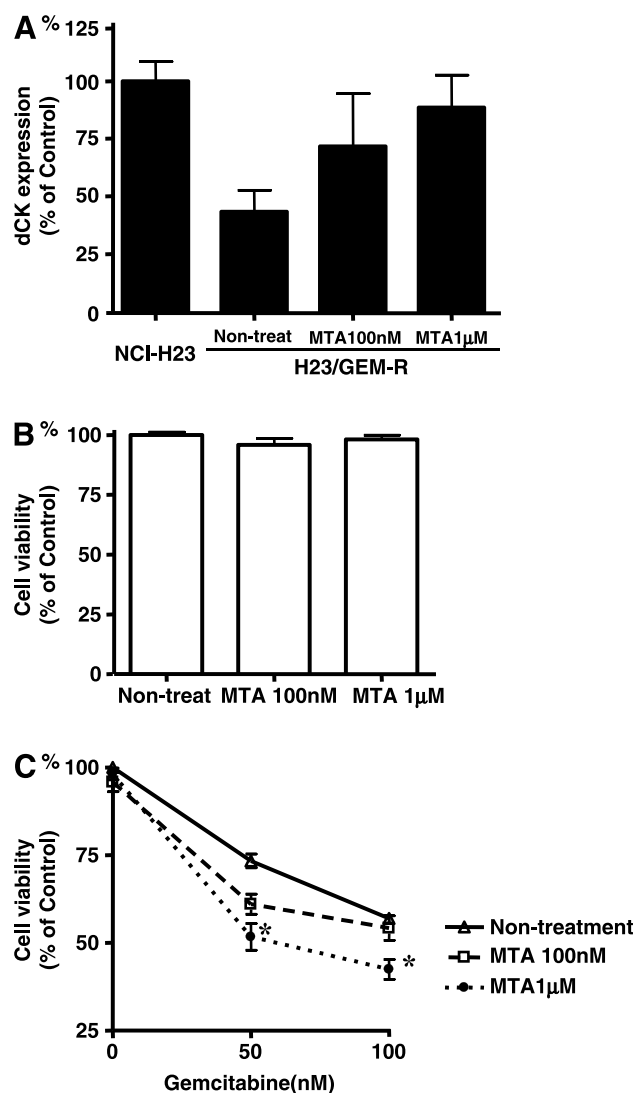 A %
125
100
75
50
25
0
dCK expression
(% of Control)
Non-treat MTA100nM MTA1μM
NCI-H23
H23/GEM-R
B %
100
75
50
25
0
Cell viability
(% of Control)
Non-treat MTA 100nM MTA 1μM
C %
100
75
50
25
Cell viability
(% of Control)
*
*
0 50 100
Gemcitabine(nM)
Non-treatment
MTA 100nM
MTA1μM